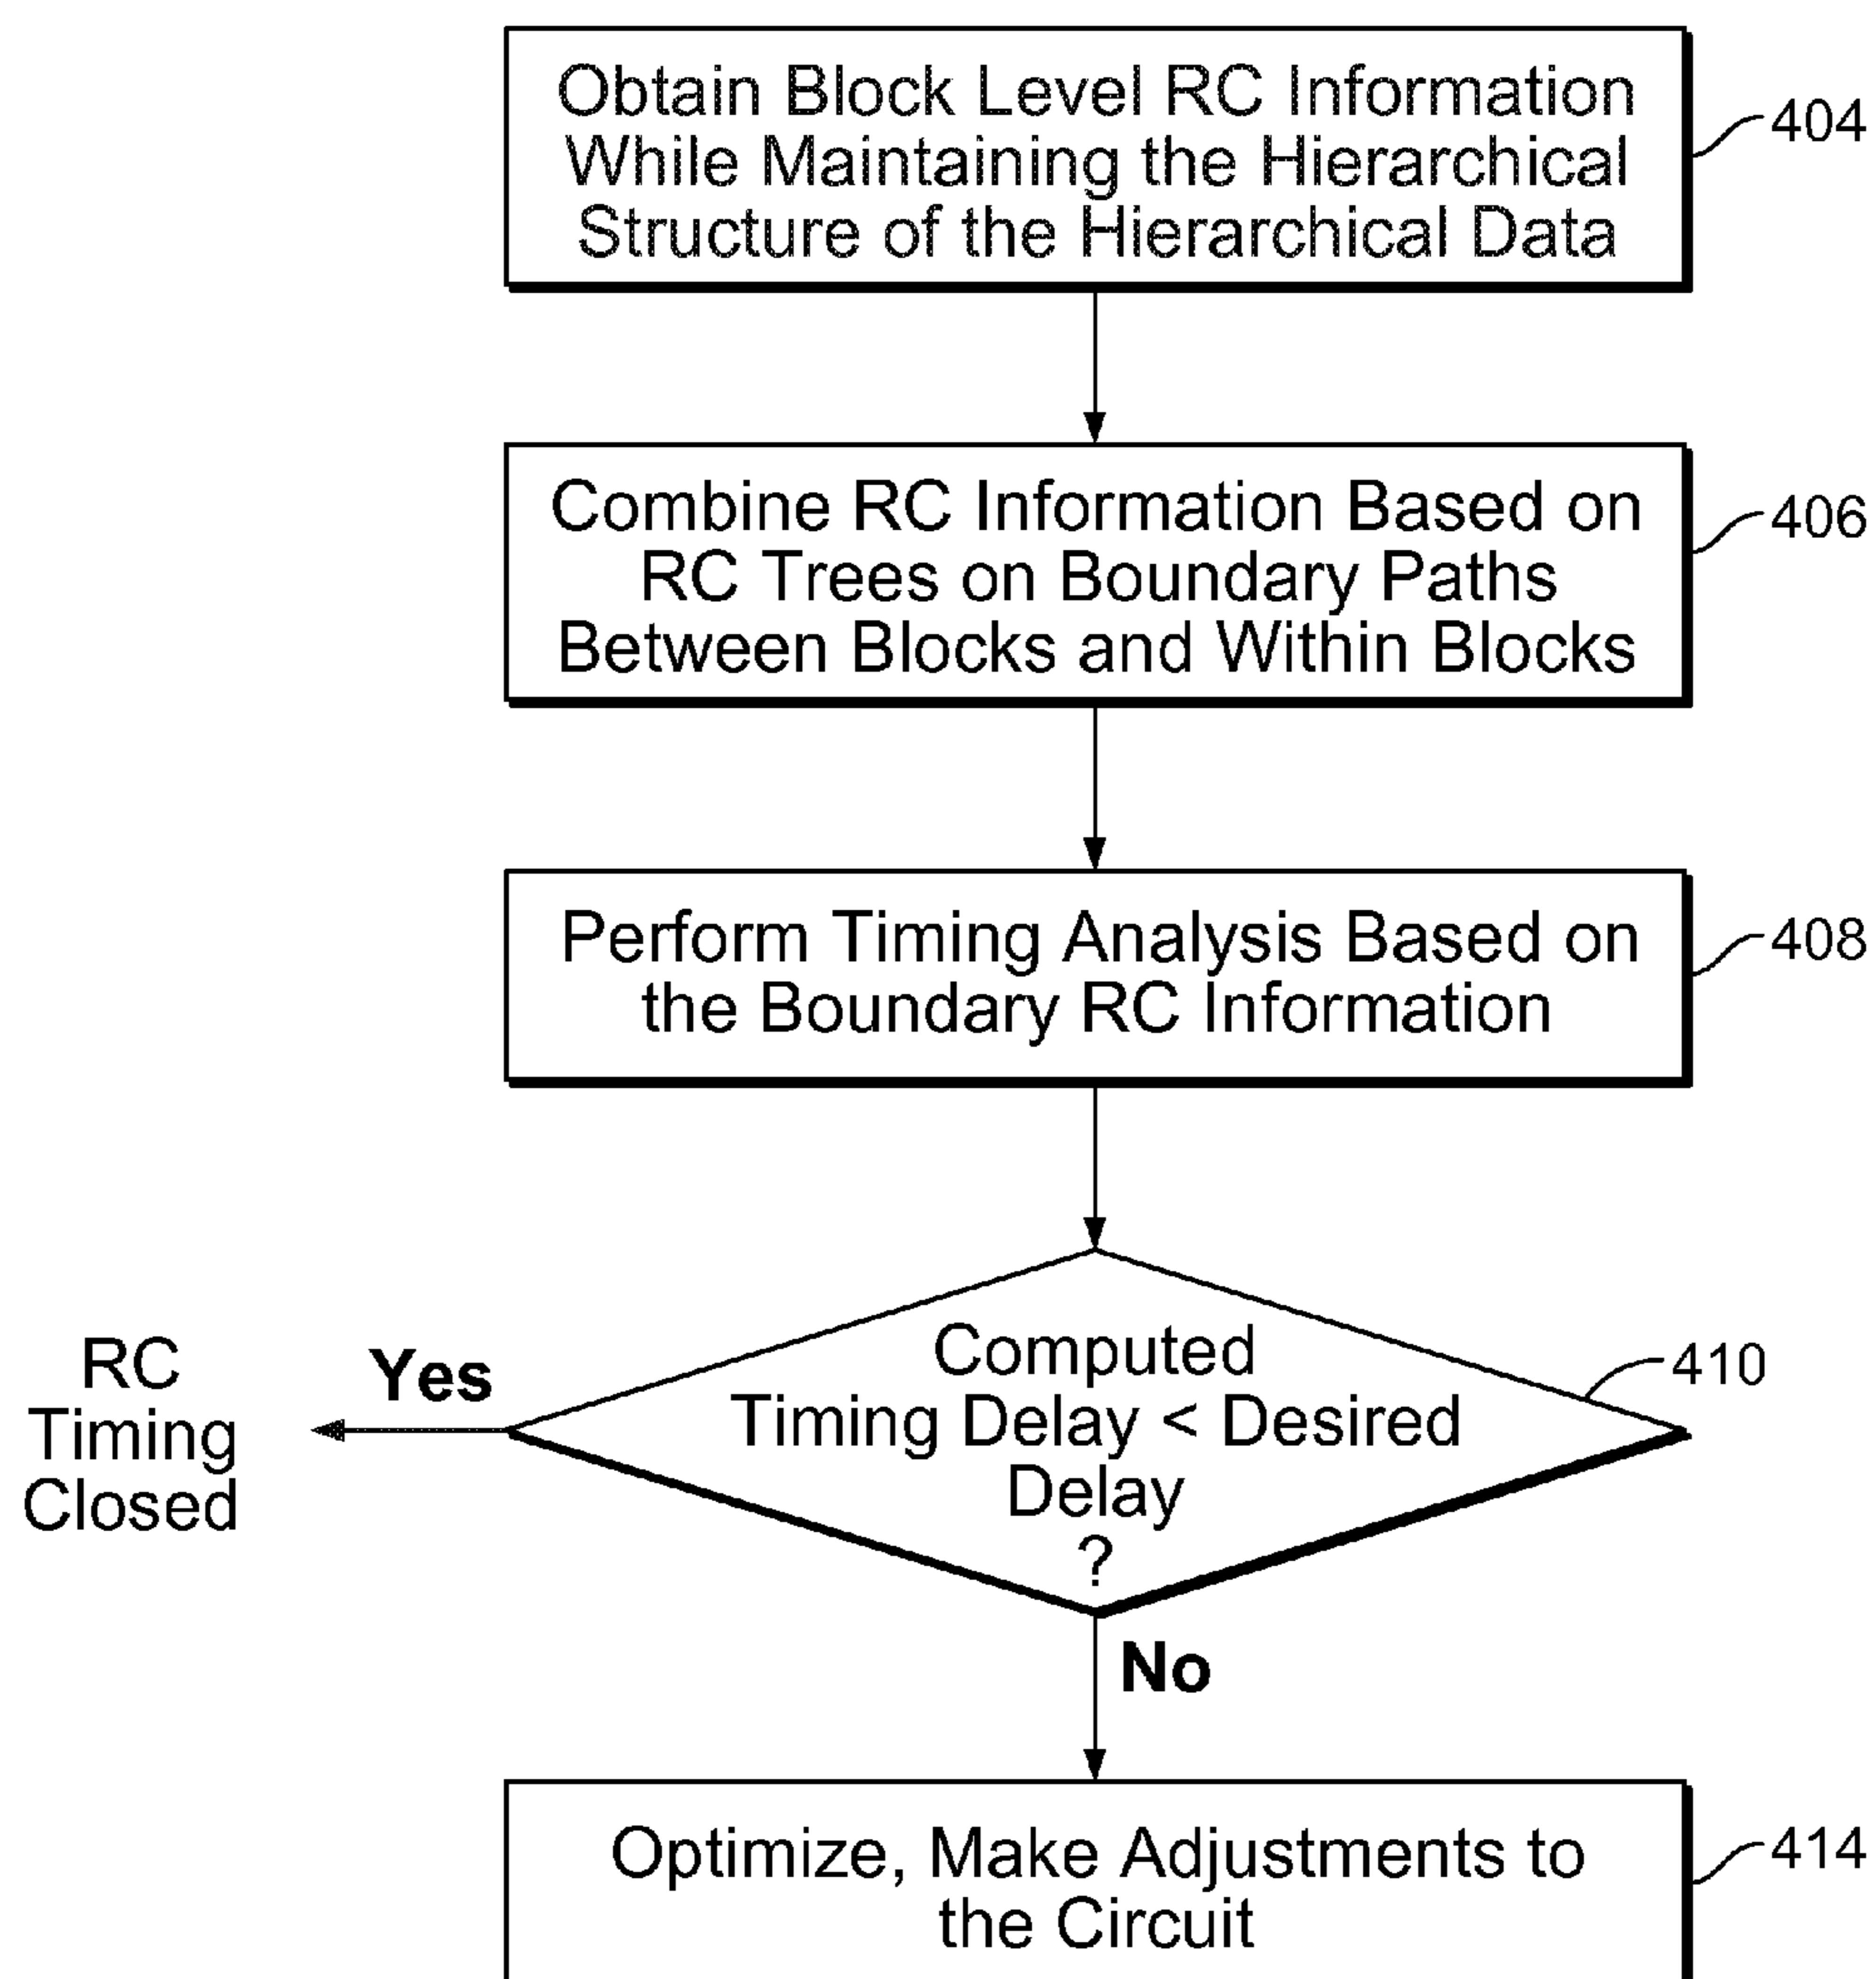 Obtain Block Level RC Information
While Maintaining the Hierarchical
Structure of the Hierarchical Data
404
Combine RC Information Based on
RC Trees on Boundary Paths
Between Blocks and Within Blocks
406
Perform Timing Analysis Based on
the Boundary RC Information
408
Computed
Timing Delay < Desired
Delay
?
410
Yes
RC
Timing
Closed
No
Optimize, Make Adjustments to
the Circuit
414